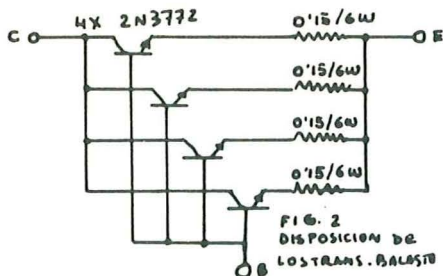 C
4X 2N3772
0'15/6W
E
0'15/6W
0'15/6W
0'15/6W
FIG. 2
DISPOSICION DE
LOS TRANS. BALASTO
B